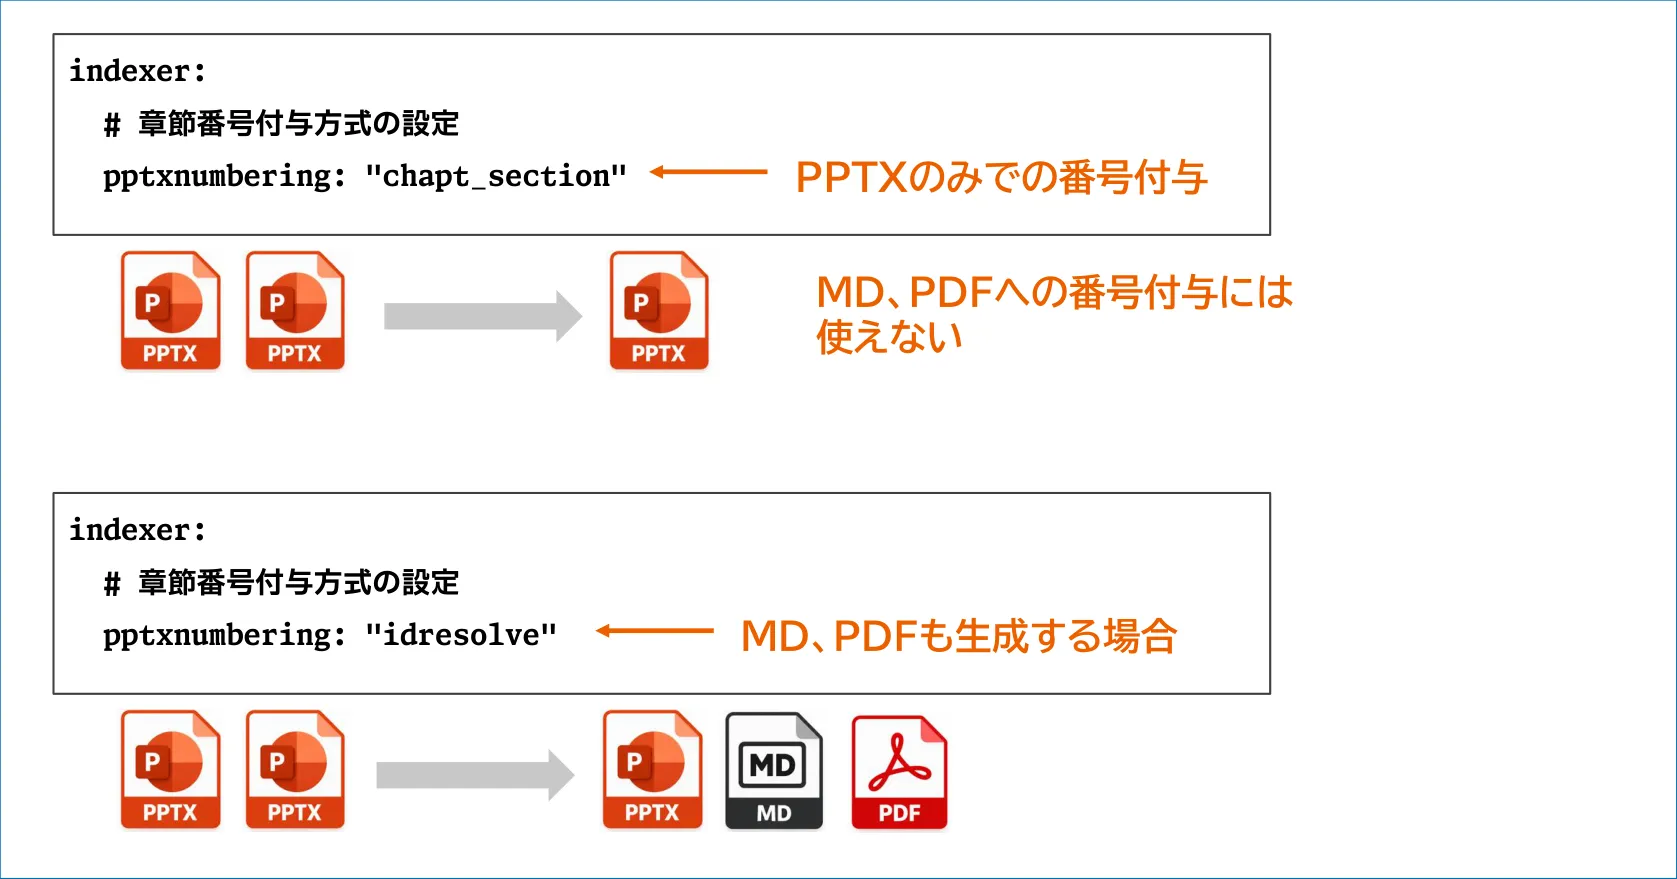 indexer:
# 章節番号付与方式の設定
pptxnumbering: "chapt_section"
PPTXのみでの番号付与
P
PPTX
P
PPTX
P
PPTX
MD、PDFへの番号付与には
使えない
indexer:
# 章節番号付与方式の設定
pptxnumbering: "idresolve"
MD、PDFも生成する場合
P
PPTX
P
PPTX
P
PPTX
MD
MD
PDF